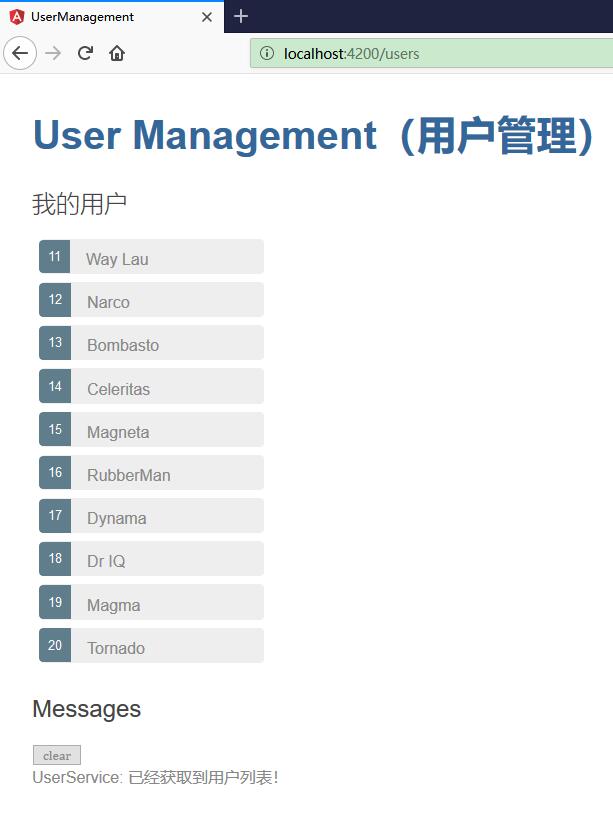 UserManagement
localhost:4200/users
User Management（用户管理）
我的用户
11 Way Lau
12 Narco
13 Bombasto
14 Celeritas
15 Magneta
16 RubberMan
17 Dynama
18 Dr IQ
19 Magma
20 Tornado
Messages
clear
UserService: 已经获取到用户列表！